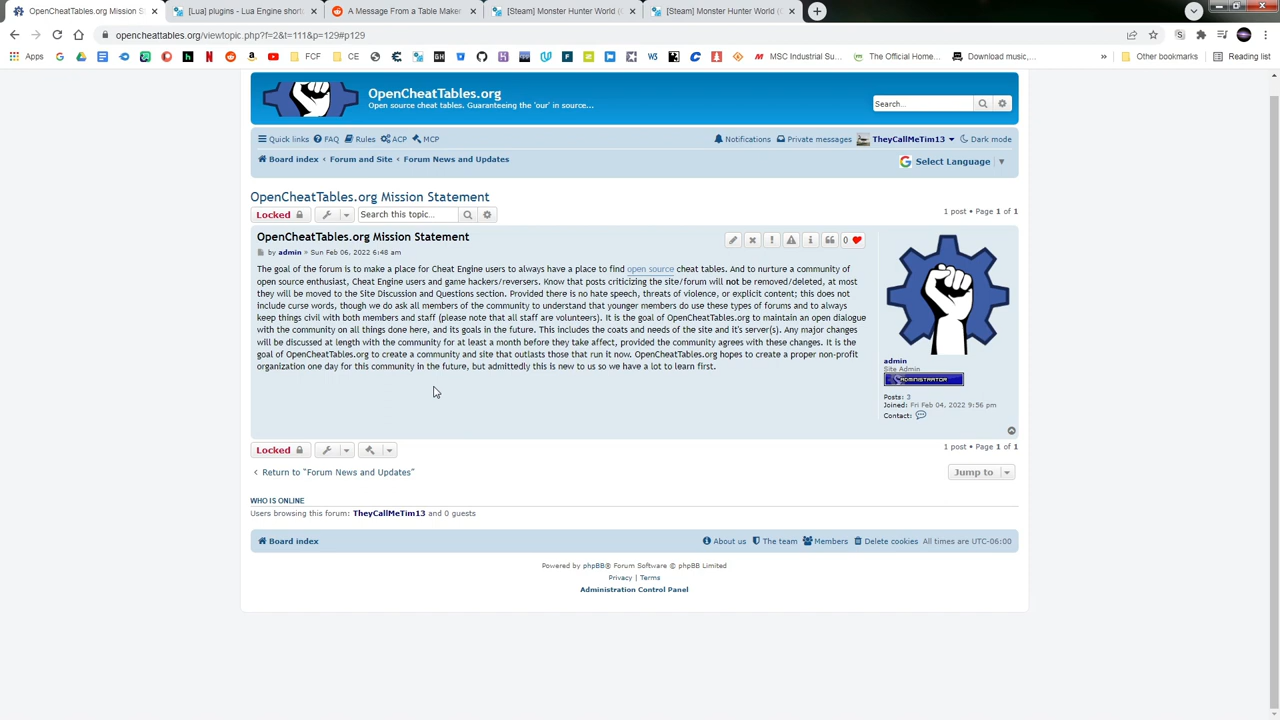 OpenCheatTables.org Mission S
[Lua] plugins - Lua Engine short
A Message From a Table Maker
[Steam] Monster Hunter World (
[Steam] Monster Hunter World (
opencheattables.org/viewtopic.php?f=2&t=111&p=129#p129
Apps FCF CE MSC Industrial Su... The Official Home... Download music,... » Other bookmarks Reading list
OpenCheatTables.org
Open source cheat tables. Guaranteeing the 'our' in source...
Search...
Quick links FAQ Rules ACP MCP Notifications Private messages TheyCallMeTim13 Dark mode
Board index ‹ Forum and Site ‹ Forum News and Updates
Select Language ▼
OpenCheatTables.org Mission Statement
Locked Search this topic... 1 post • Page 1 of 1
OpenCheatTables.org Mission Statement
0
by admin » Sun Feb 06, 2022 6:48 am
The goal of the forum is to make a place for Cheat Engine users to always have a place to find open source cheat tables. And to nurture a community of
open source enthusiast, Cheat Engine users and game hackers/reversers. Know that posts criticizing the site/forum will not be removed/deleted, at most
they will be moved to the Site Discussion and Questions section. Provided there is no hate speech, threats of violence, or explicit content; this does not
include curse words, though we do ask all members of the community to understand that younger members do use these types of forums and to always
keep things civil with both members and staff (please note that all staff are volunteers). It is the goal of OpenCheatTables.org to maintain an open dialogue
with the community on all things done here, and its goals in the future. This includes the coats and needs of the site and it's server(s). Any major changes
will be discussed at length with the community for at least a month before they take affect, provided the community agrees with these changes. It is the
goal of OpenCheatTables.org to create a community and site that outlasts those that run it now. OpenCheatTables.org hopes to create a proper non-profit
organization one day for this community in the future, but admittedly this is new to us so we have a lot to learn first.
admin
Site Admin
ADMINISTRATOR
Posts: 3
Joined: Fri Feb 04, 2022 9:56 pm
Contact:
Locked 1 post • Page 1 of 1
‹ Return to "Forum News and Updates" Jump to
WHO IS ONLINE
Users browsing this forum: TheyCallMeTim13 and 0 guests
Board index About us The team Members Delete cookies All times are UTC-06:00
Powered by phpBB® Forum Software © phpBB Limited
Privacy | Terms
Administration Control Panel